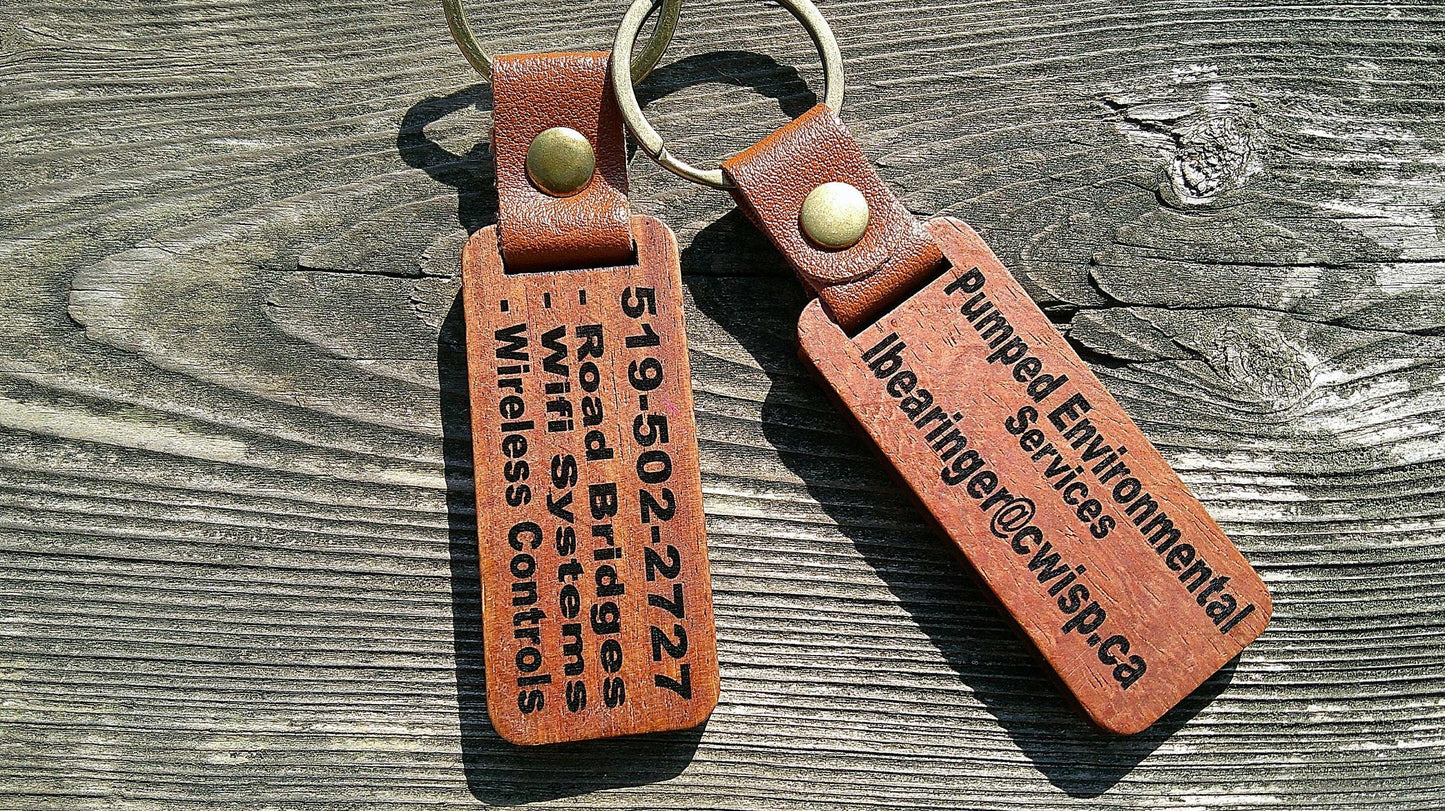 519-502-2727
- Road Bridges
- Wifi Systems
- Wireless Controls
Pumped Environmental
Services
lbearinger@cwisp.ca